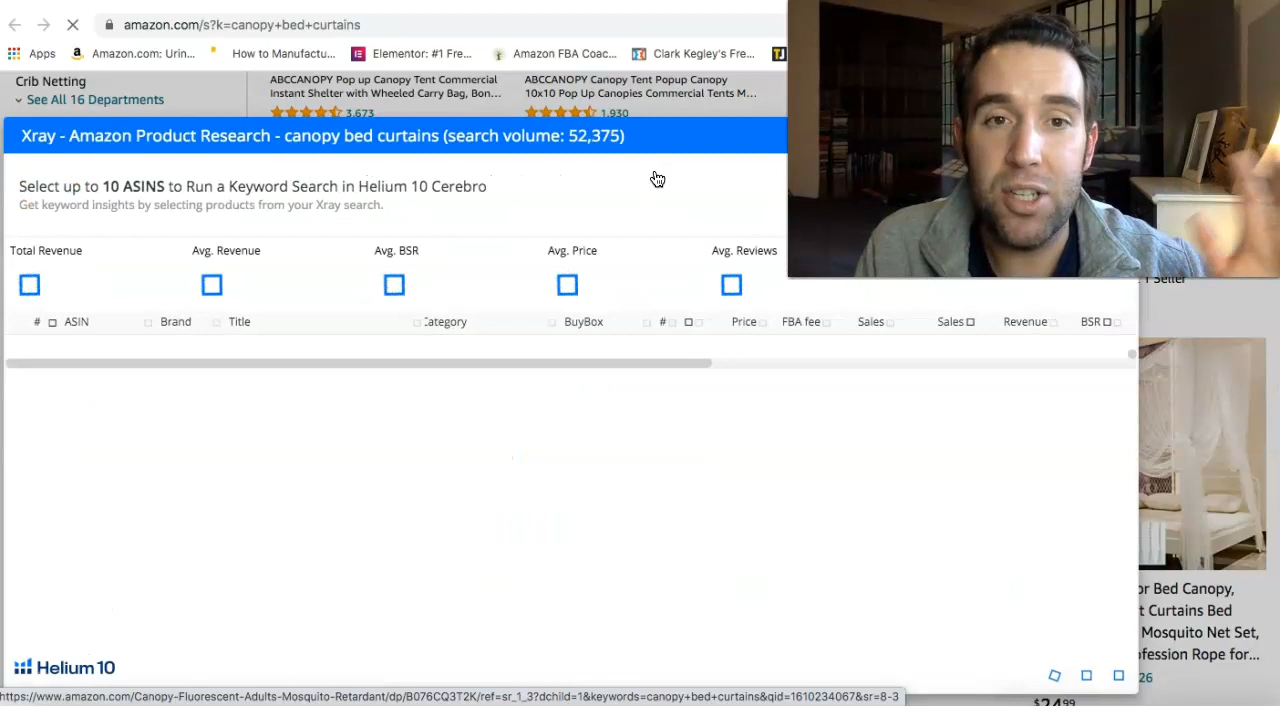 amazon.com/s?k=canopy+bed+curtains
Apps
Amazon.com: Urin...
How to Manufactu...
Elementor: #1 Fre...
Amazon FBA Coac...
Clark Kegley's Fre...
TJ
Crib Netting
See All 16 Departments
ABCCANOPY Pop up Canopy Tent Commercial
Instant Shelter with Wheeled Carry Bag, Bon...
3,673
ABCCANOPY Canopy Tent Popup Canopy
10x10 Pop Up Canopies Commercial Tents M...
1,930
Xray - Amazon Product Research - canopy bed curtains (search volume: 52,375)
Select up to 10 ASINS to Run a Keyword Search in Helium 10 Cerebro
Get keyword insights by selecting products from your Xray search.
Total Revenue
Avg. Revenue
Avg. BSR
Avg. Price
Avg. Reviews
1 Seller
# ASIN Brand Title Category BuyBox # Price FBA fee Sales Sales Revenue BSR
or Bed Canopy,
t Curtains Bed
Mosquito Net Set,
ofession Rope for...
26
$24.99
Helium 10
https://www.amazon.com/Canopy-Fluorescent-Adults-Mosquito-Retardant/dp/B076CQ3T2K/ref=sr_1_3?dchild=1&keywords=canopy+bed+curtains&qid=1610234067&sr=8-3